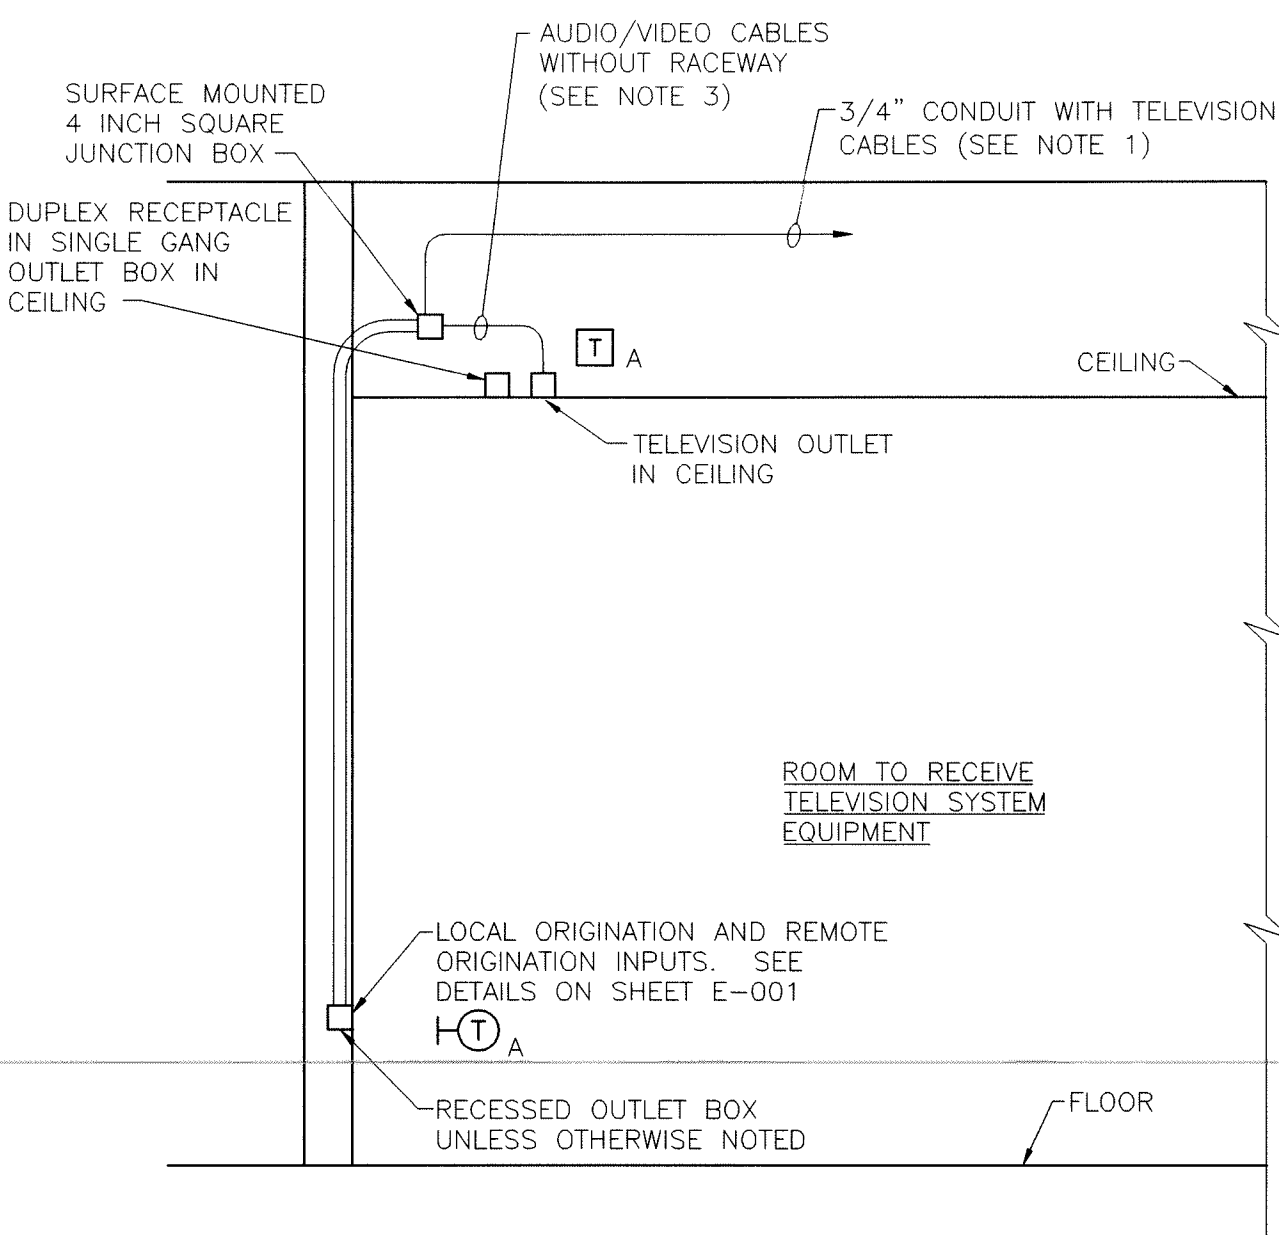 AUDIO/VIDEO CABLES
WITHOUT RACEWAY
(SEE NOTE 3)
SURFACE MOUNTED
4 INCH SQUARE
JUNCTION BOX
3/4" CONDUIT WITH TELEVISION
CABLES (SEE NOTE 1)
DUPLEX RECEPTACLE
IN SINGLE GANG
OUTLET BOX IN
CEILING
T A
CEILING
TELEVISION OUTLET
IN CEILING
ROOM TO RECEIVE
TELEVISION SYSTEM
EQUIPMENT
LOCAL ORIGINATION AND REMOTE
ORIGINATION INPUTS. SEE
DETAILS ON SHEET E-001
T A
RECESSED OUTLET BOX
UNLESS OTHERWISE NOTED
FLOOR